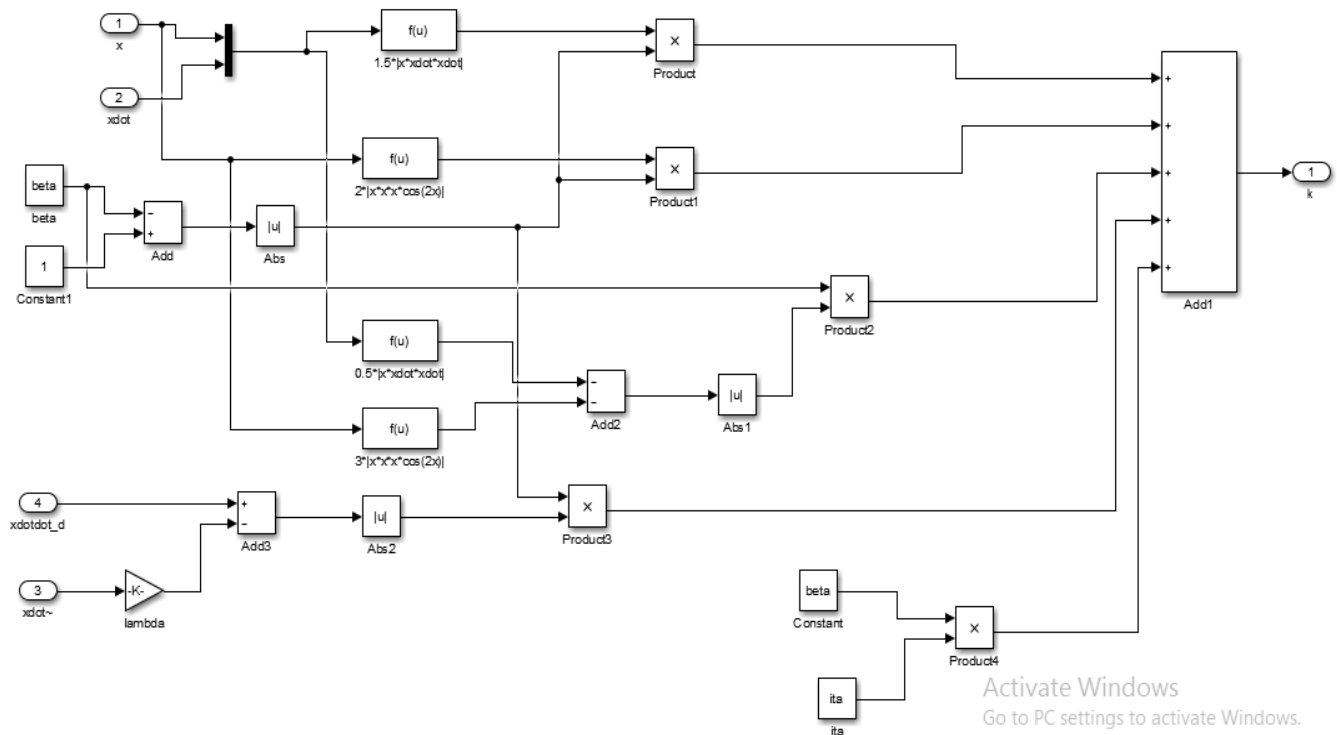 1
x
2
xdot
f(u)
1.5*|x*xdot*xdot|
×
Product
f(u)
2*|x*x*x*cos(2x)|
×
Product1
beta
beta
−
+
Add
|u|
Abs
1
Constant1
+
+
+
+
+
Add1
1
k
×
Product2
f(u)
0.5*|x*xdot*xdot|
−
−
Add2
|u|
Abs1
f(u)
3*|x*x*x*cos(2x)|
4
xdotdot_d
+
−
Add3
|u|
Abs2
×
Product3
3
xdot~
-K-
lambda
beta
Constant
×
Product4
ita
ita
Activate Windows
Go to PC settings to activate Windows.